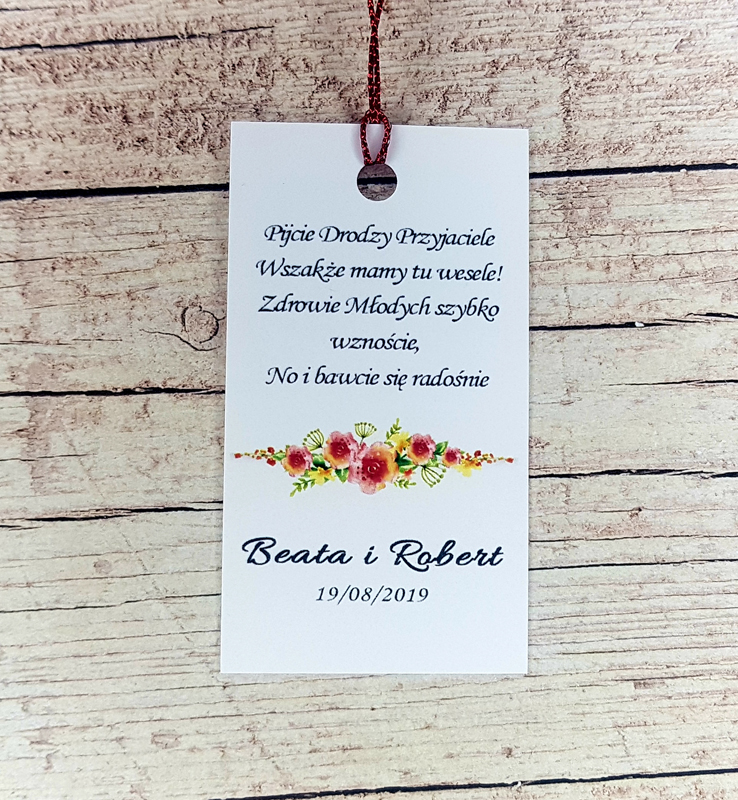 Pijcie Drodzy Przyjaciele
Wszakże mamy tu wesele!
Zdrowie Młodych szybko
wznoście,
No i bawcie się radośnie
Beata i Robert
19/08/2019